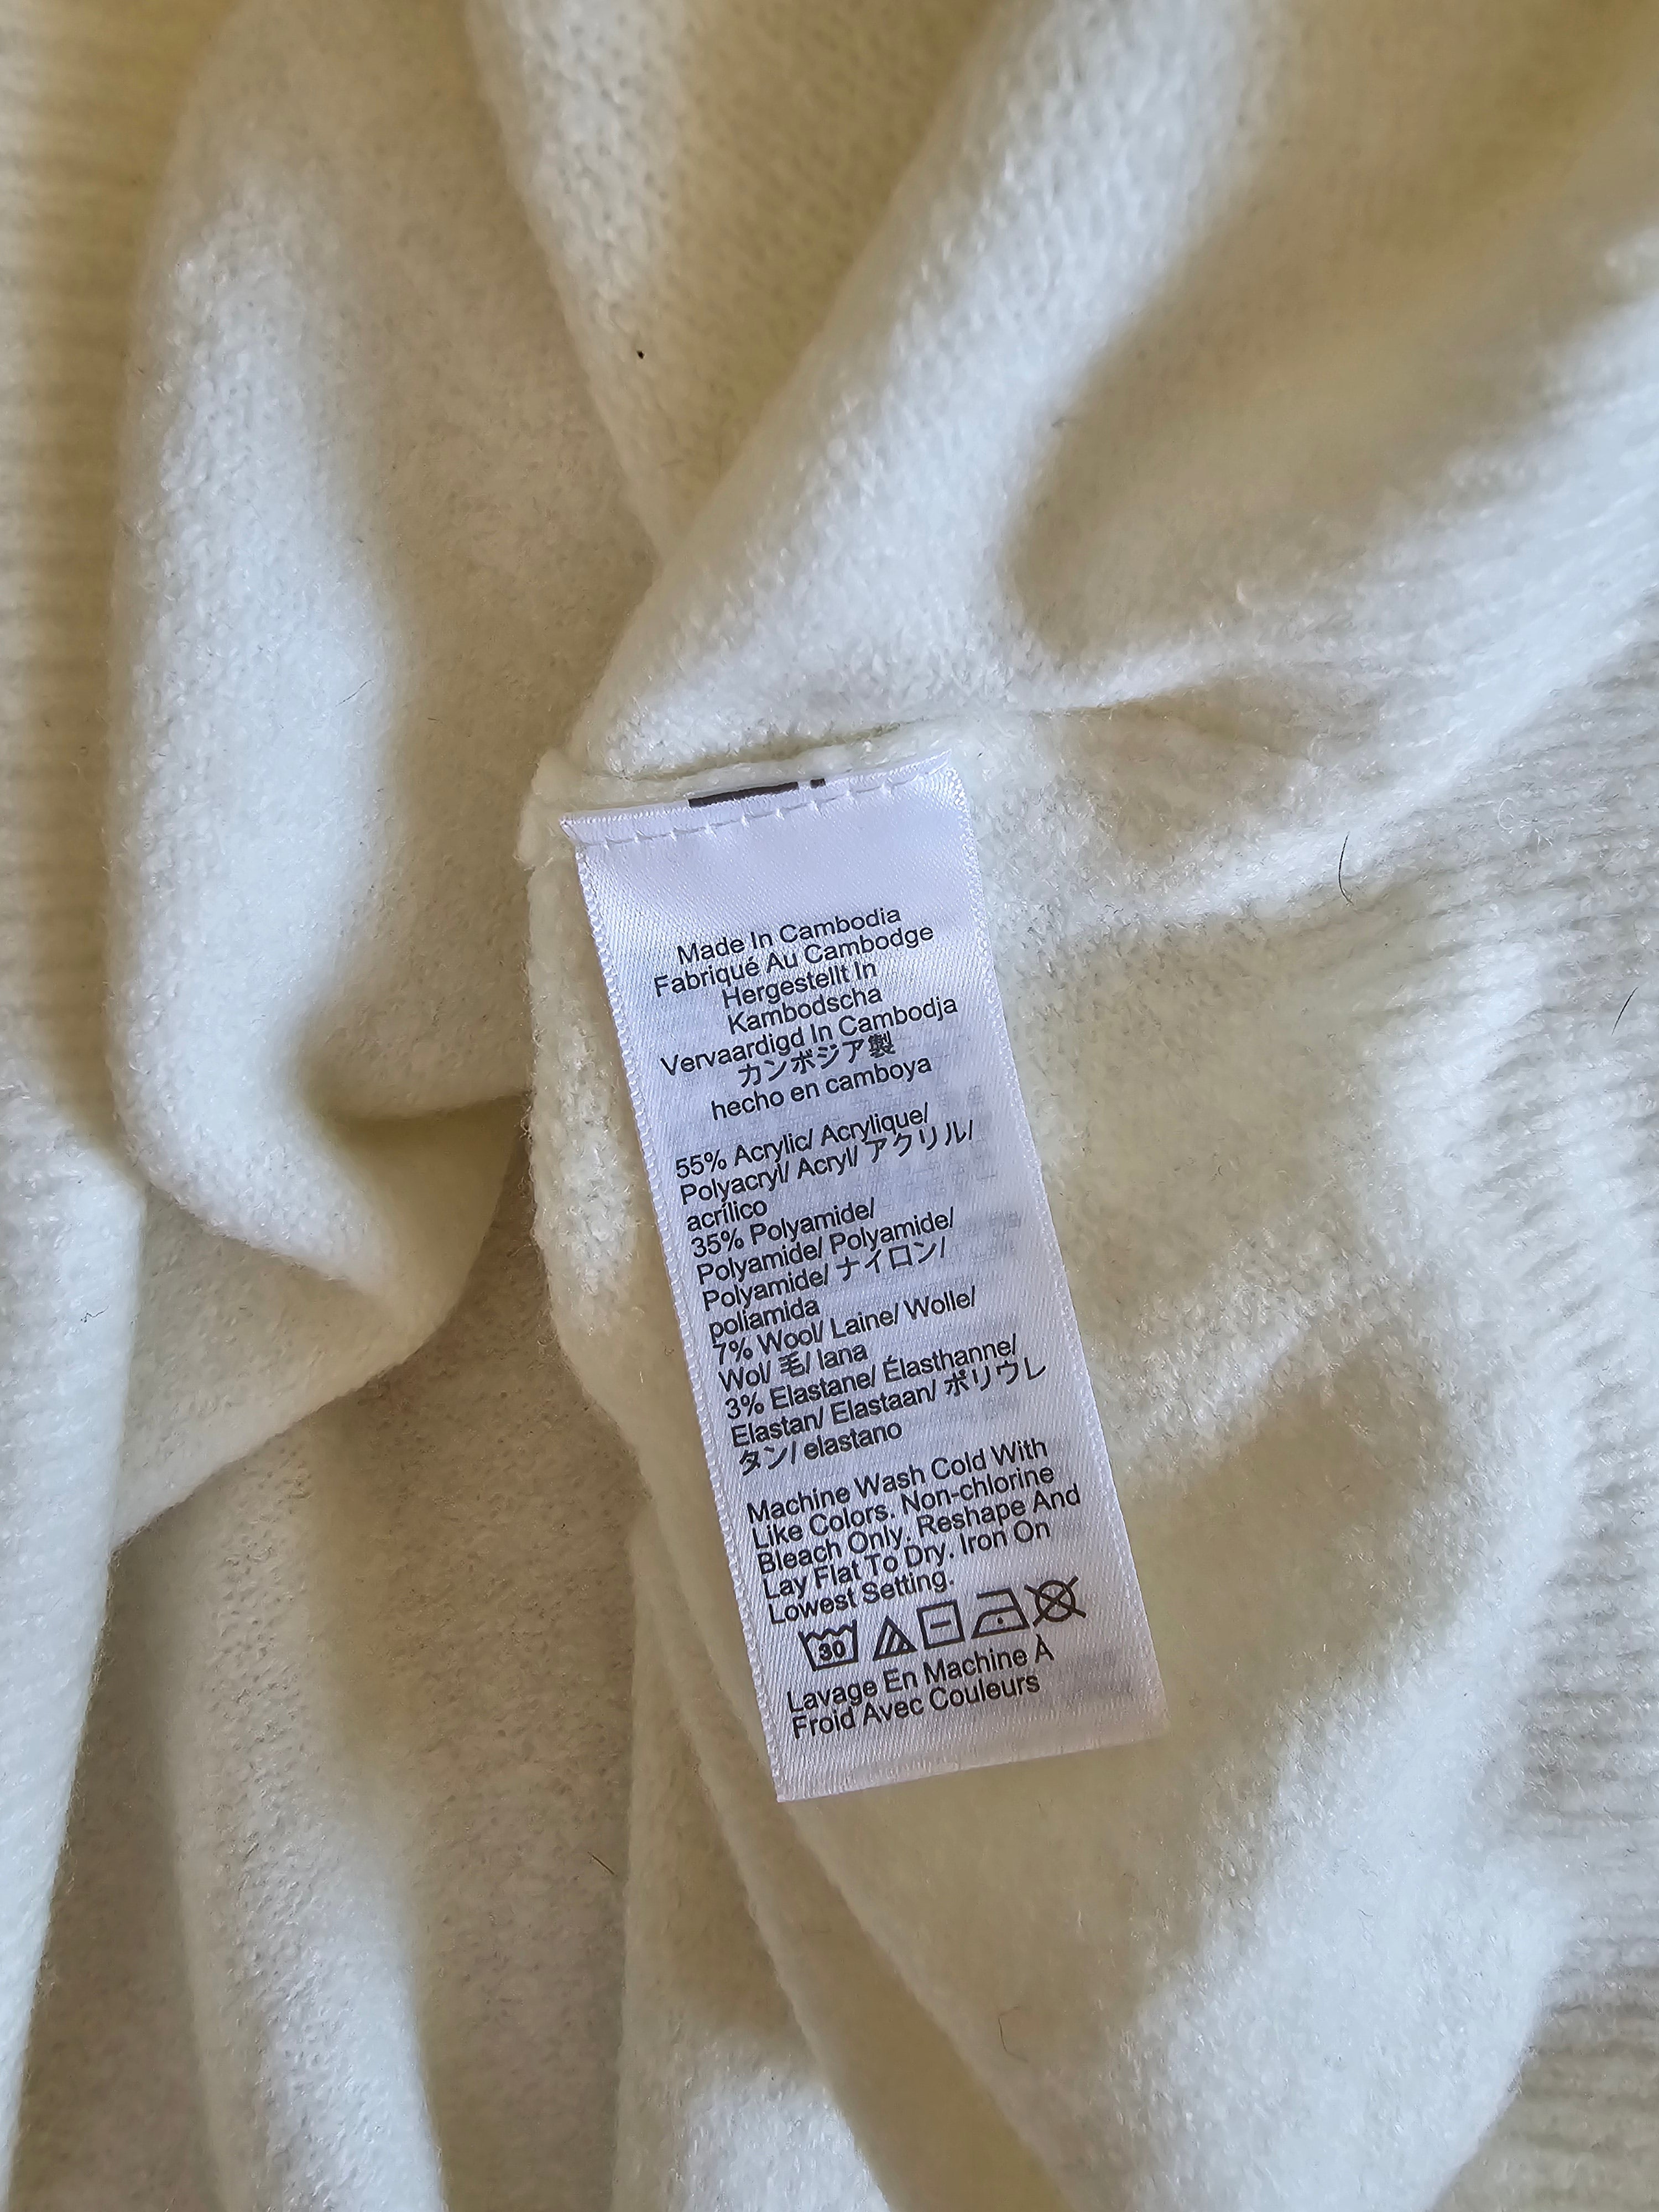 Made In Cambodia
Fabriqué Au Cambodge
Hergestellt In
Kambodscha
Vervaardigd In Cambodja
カンボジア製
hecho en camboya
55% Acrylic/ Acrylique/
Polyacryl/ Acryl/ アクリル/
acrílico
35% Polyamide/
Polyamide/ Polyamide/
Polyamide/ ナイロン/
poliamida
7% Wool/ Laine/ Wolle/
Wol/ 毛/ lana
3% Elastane/ Élasthanne/
Elastan/ Elastaan/ ポリウレ
タン/ elastano
Machine Wash Cold With
Like Colors. Non-chlorine
Bleach Only. Reshape And
Lay Flat To Dry. Iron On
Lowest Setting.
30
Lavage En Machine À
Froid Avec Couleurs